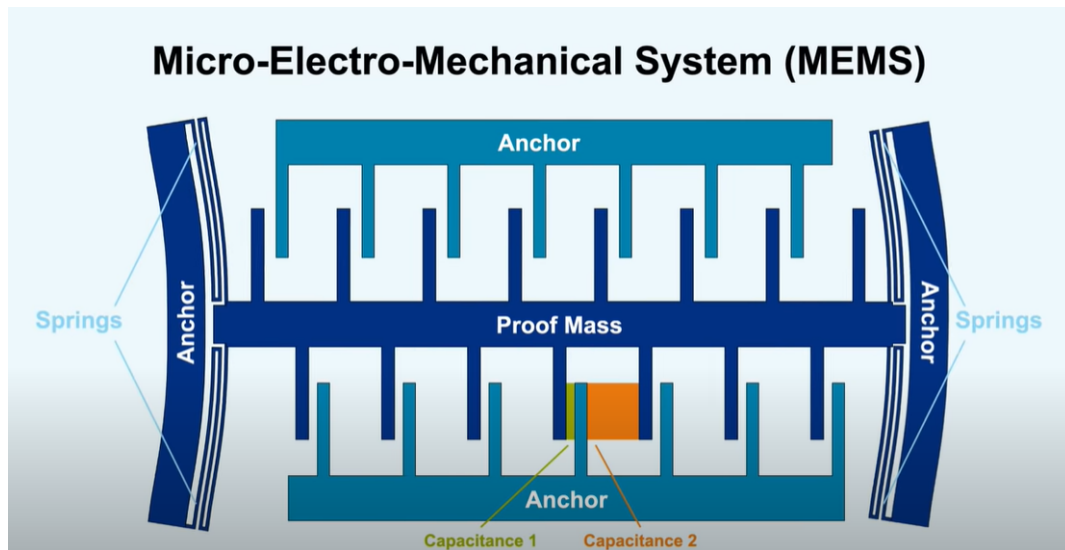 Micro-Electro-Mechanical System (MEMS)
Anchor
Springs
Anchor
Proof Mass
Anchor
Springs
Anchor
Capacitance 1
Capacitance 2